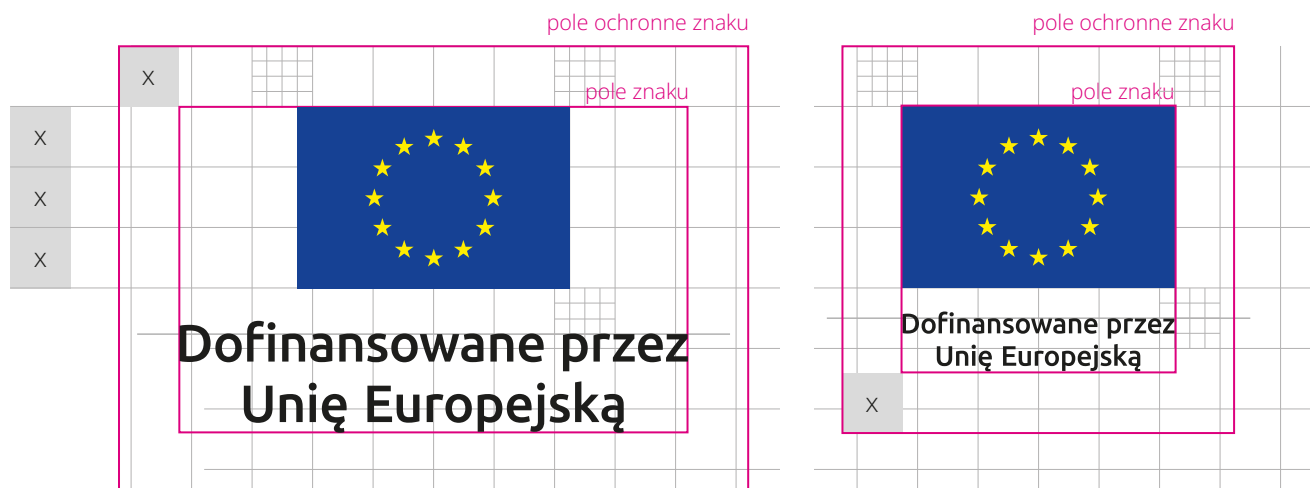 pole ochronne znaku
X
pole znaku
X
X
X
Dofinansowane przez
Unię Europejską
pole ochronne znaku
pole znaku
Dofinansowane przez
Unię Europejską
X